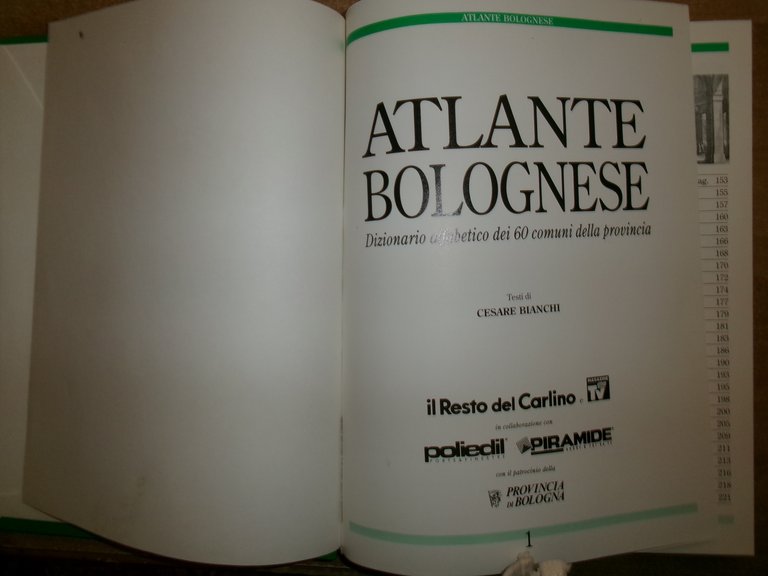 ATLANTE BOLOGNESE
ATLANTE
BOLOGNESE
Dizionario alfabetico dei 60 comuni della provincia
Testi di
CESARE BIANCHI
il Resto del Carlino e TV
in collaborazione con
poliedil PIRAMIDE
con il patrocinio della
PROVINCIA
DI BOLOGNA
1
ag. 153
155
157
160
163
166
168
170
172
174
177
179
181
183
186
190
193
195
198
200
205
209
211
213
216
218
221